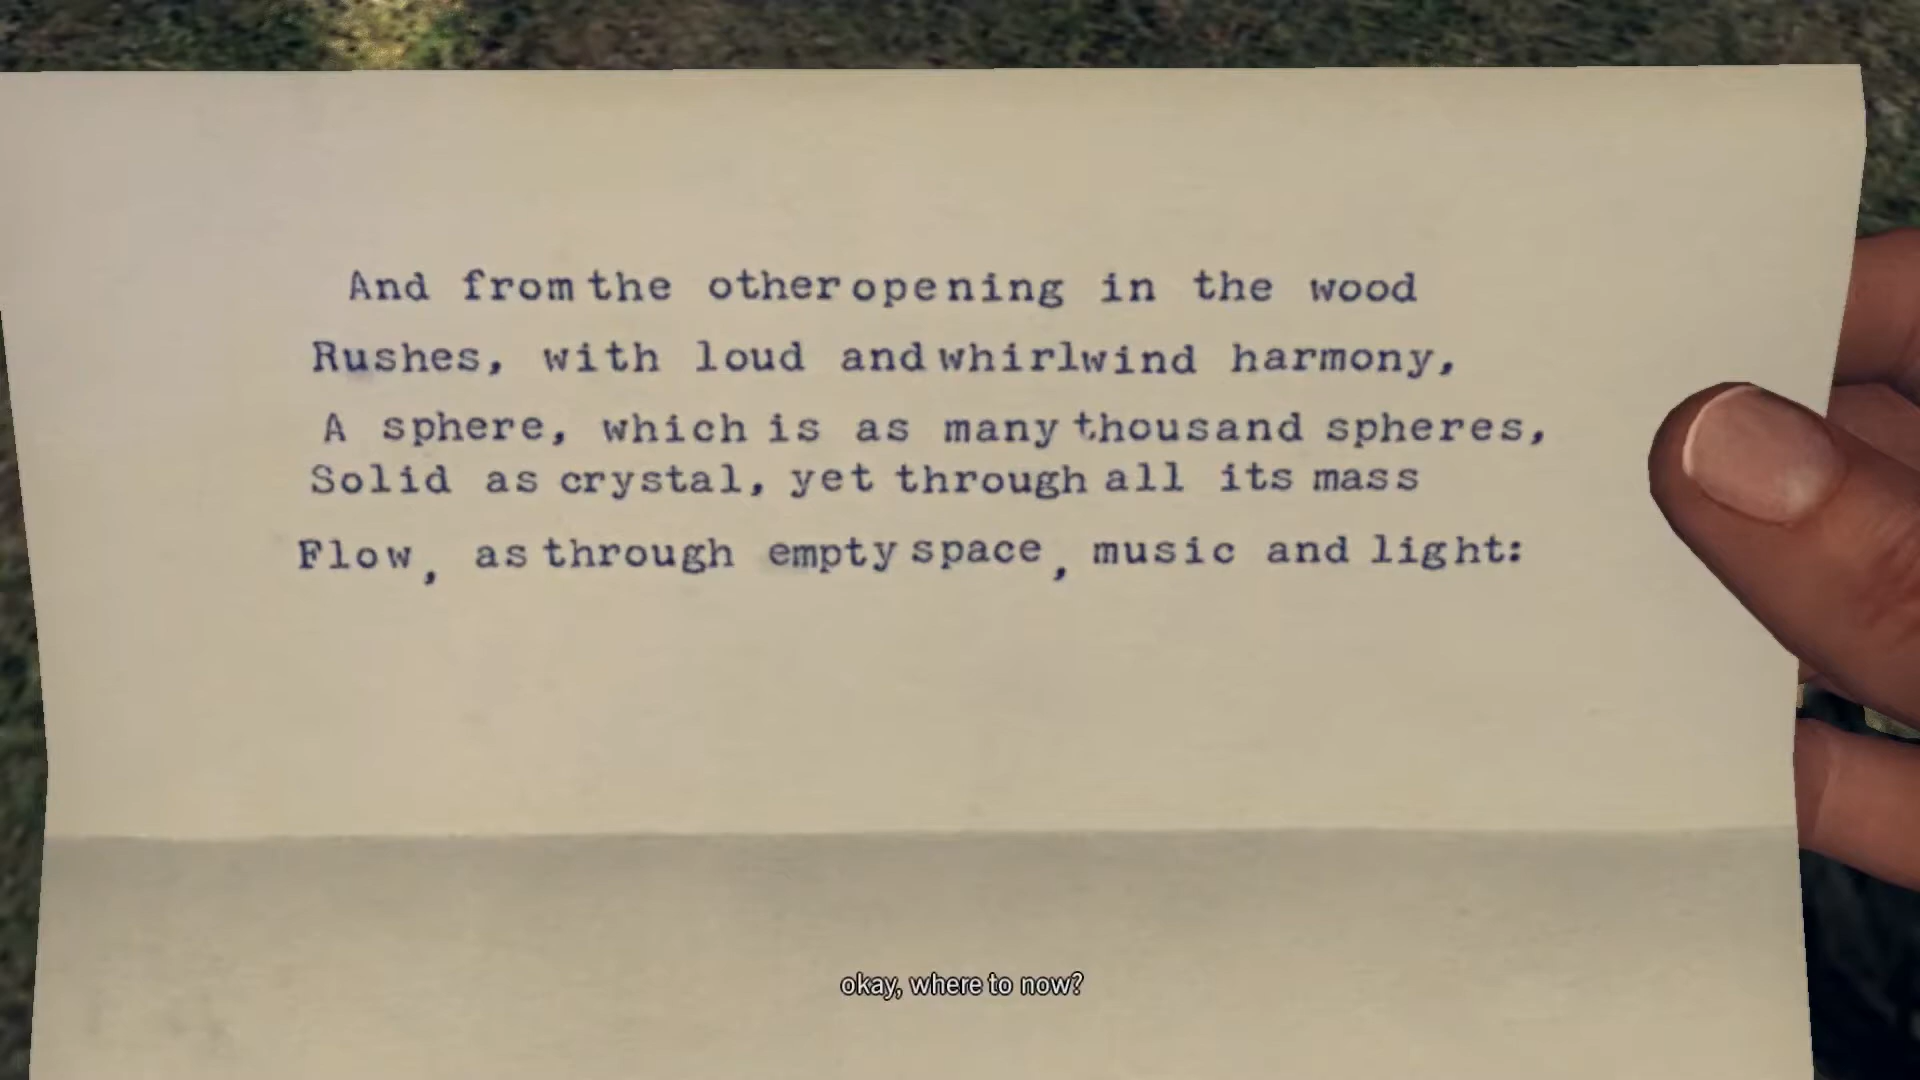 And from the other opening in the wood
Rushes, with loud and whirlwind harmony,
A sphere, which is as many thousand spheres,
Solid as crystal, yet through all its mass
Flow, as through empty space, music and light:
okay, where to now?